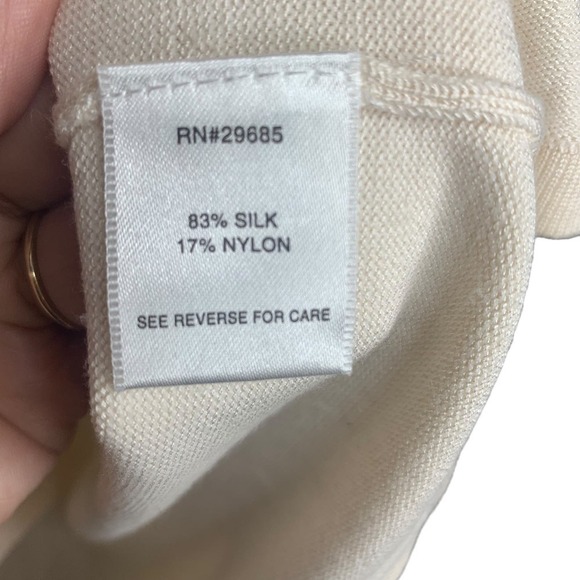 RN#29685
83% SILK
17% NYLON
SEE REVERSE FOR CARE